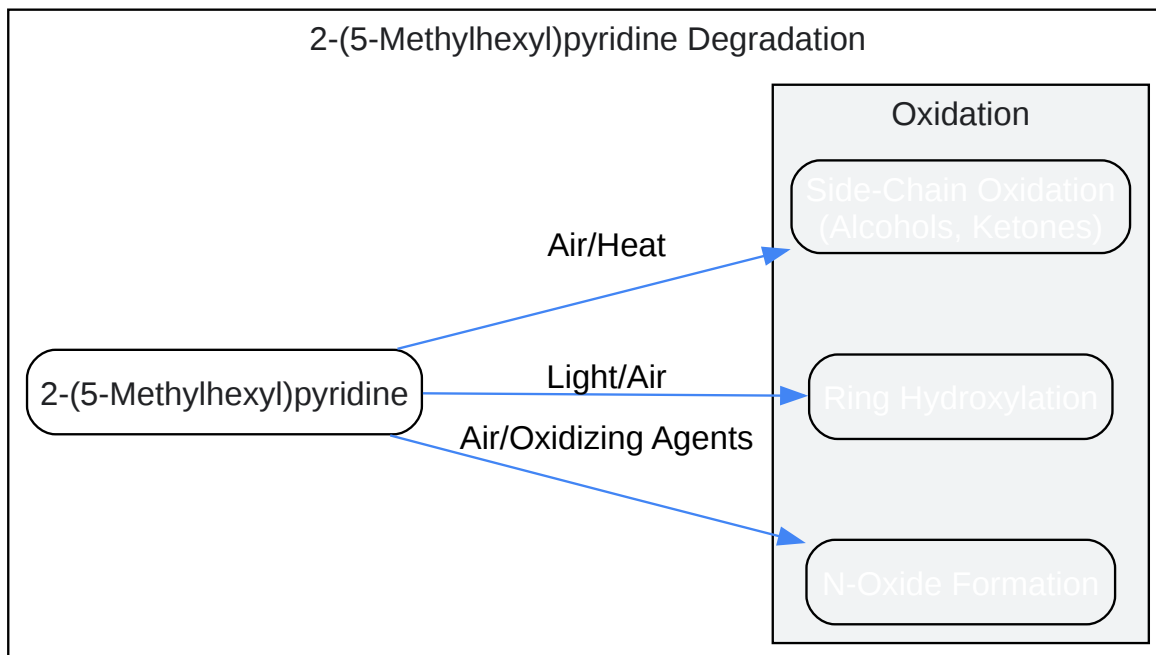 2-(5-Methylhexyl)pyridine Degradation
Oxidation
Side-Chain Oxidation
(Alcohols, Ketones)
Air/Heat
2-(5-Methylhexyl)pyridine
Light/Air
Ring Hydroxylation
Air/Oxidizing Agents
N-Oxide Formation